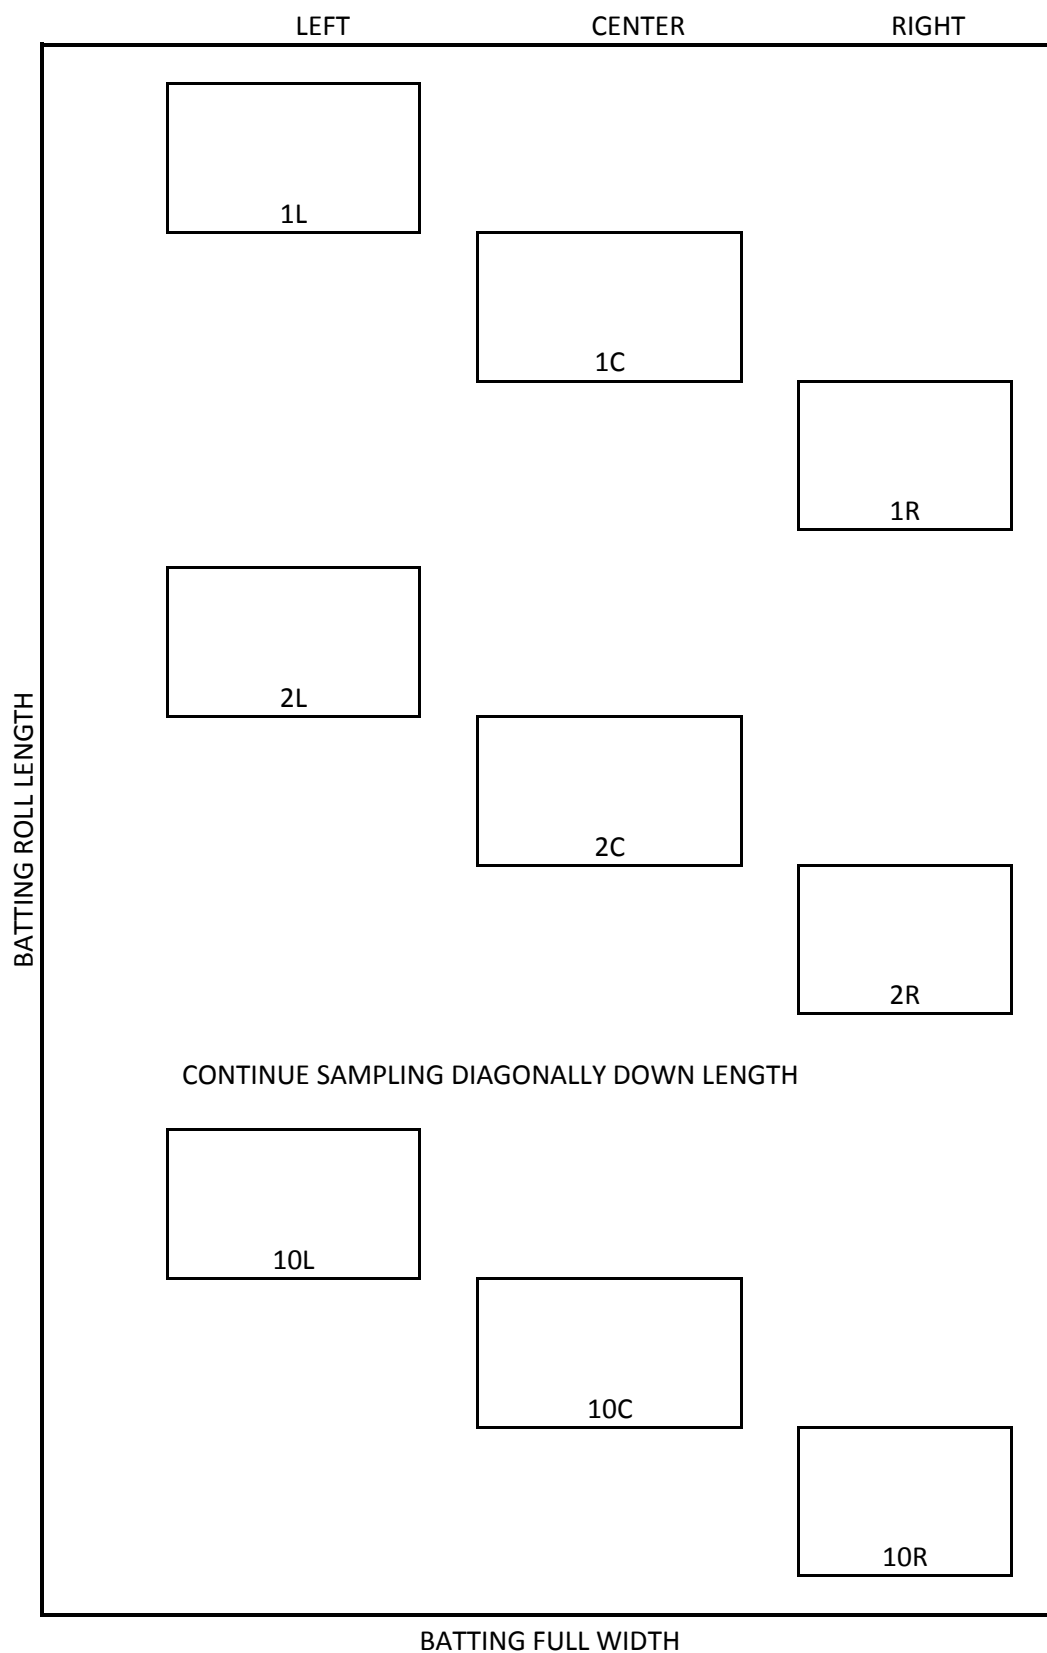 LEFT CENTER RIGHT
1L
1C
1R
2L
BATTING ROLL LENGTH
2C
2R
CONTINUE SAMPLING DIAGONALLY DOWN LENGTH
10L
10C
10R
BATTING FULL WIDTH